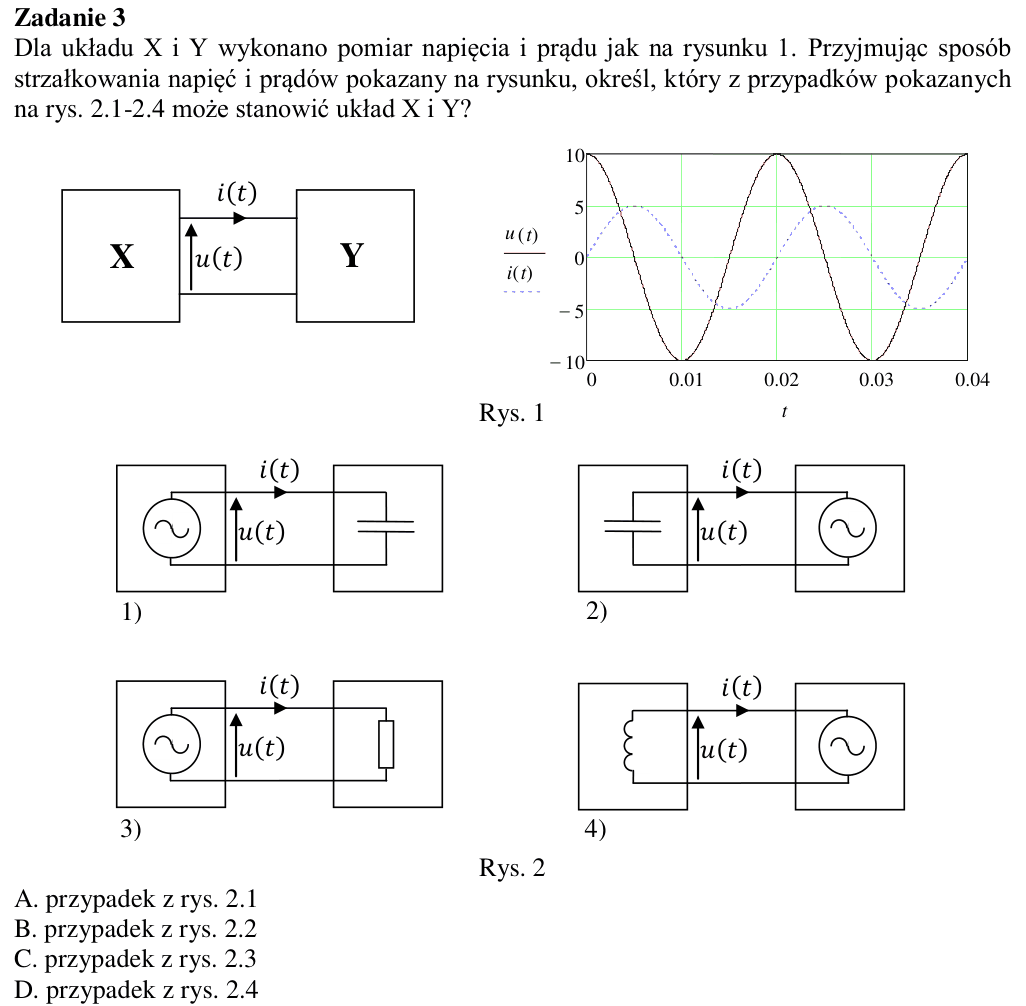 Zadanie 3
Dla układu X i Y wykonano pomiar napięcia i prądu jak na rysunku 1. Przyjmując sposób
strzałkowania napięć i prądów pokazany na rysunku, określ, który z przypadków pokazanych
na rys. 2.1-2.4 może stanowić układ X i Y?
X
i(t)
u(t)
Y
u(t)
i(t)
10
5
0
−5
−10
0
0.01
0.02
0.03
0.04
t
Rys. 1
i(t)
u(t)
1)
i(t)
u(t)
2)
i(t)
u(t)
3)
i(t)
u(t)
4)
Rys. 2
A. przypadek z rys. 2.1
B. przypadek z rys. 2.2
C. przypadek z rys. 2.3
D. przypadek z rys. 2.4